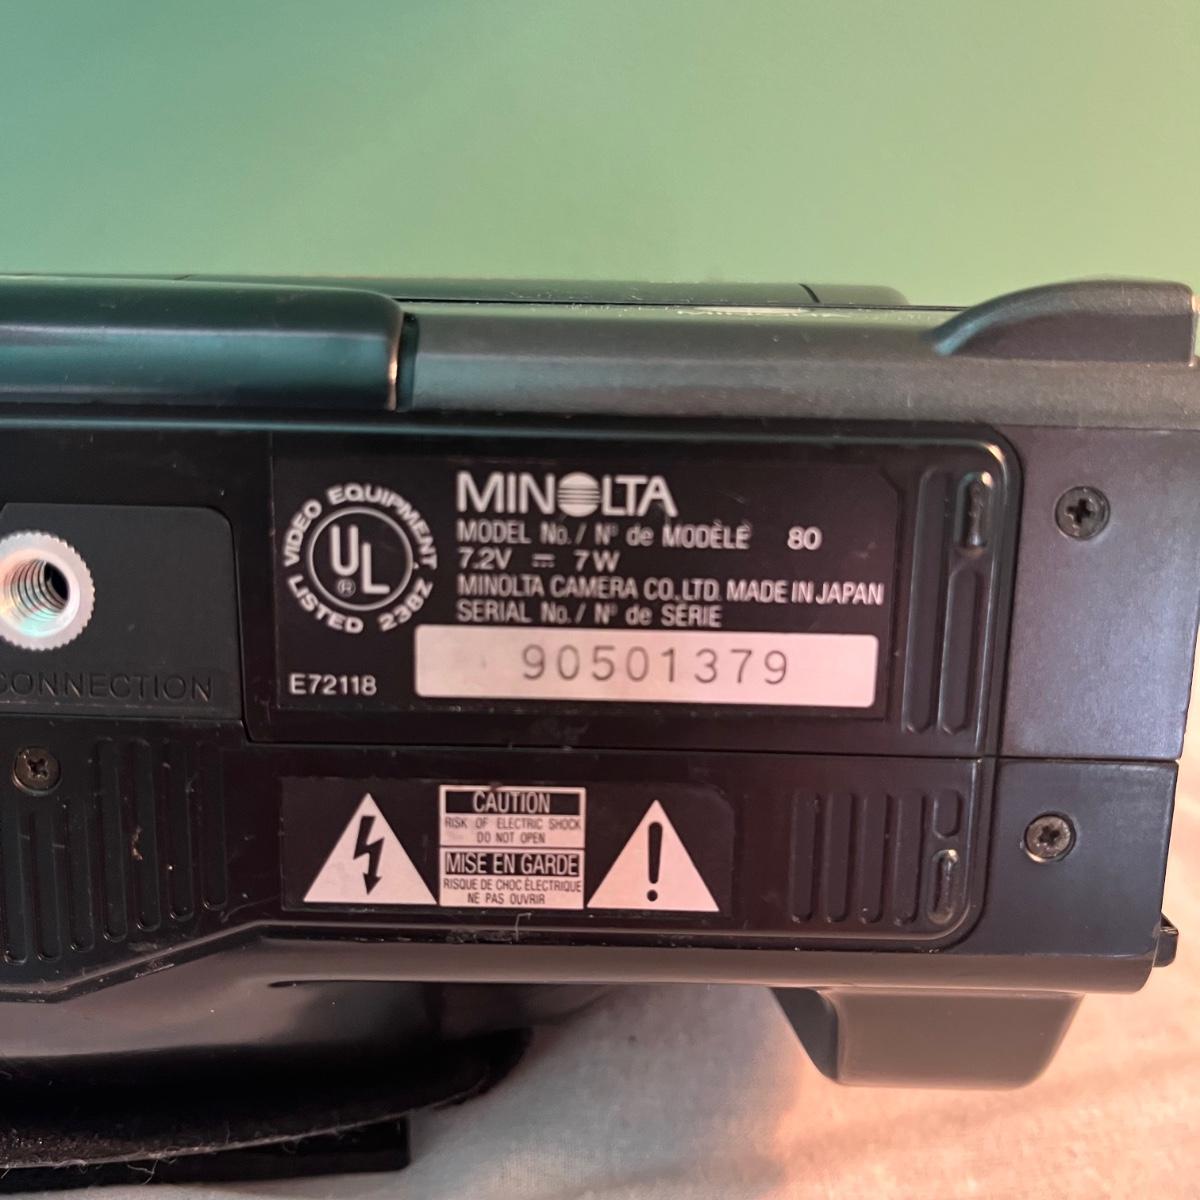 VIDEO EQUIPMENT
LISTED 238Z
UL
®
E72118
MINOLTA
MODEL No./Nº de MODÈLE 80
7.2V ⎓ 7W
MINOLTA CAMERA CO.,LTD. MADE IN JAPAN
SERIAL No./Nº de SÉRIE
90501379
CONNECTION
CAUTION
RISK OF ELECTRIC SHOCK
DO NOT OPEN
MISE EN GARDE
RISQUE DE CHOC ÉLECTRIQUE
NE PAS OUVRIR
!